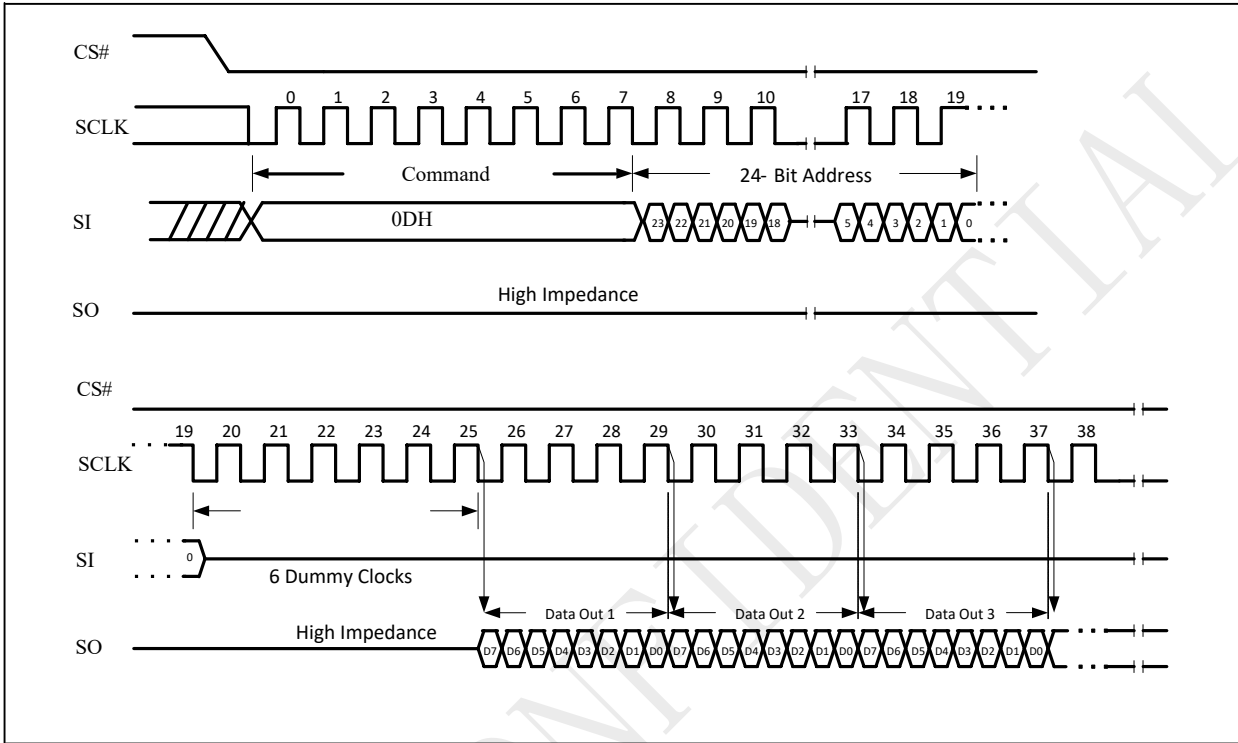 CS#
0 1 2 3 4 5 6 7 8 9 10 17 18 19
SCLK
Command 24- Bit Address
SI 0DH 23 22 21 20 19 18 5 4 3 2 1 0
High Impedance
SO
CS#
19 20 21 22 23 24 25 26 27 28 29 30 31 32 33 34 35 36 37 38
SCLK
SI 0
6 Dummy Clocks
Data Out 1 Data Out 2 Data Out 3
High Impedance
SO D7 D6 D5 D4 D3 D2 D1 D0 D7 D6 D5 D4 D3 D2 D1 D0 D7 D6 D5 D4 D3 D2 D1 D0
ONFIDENTIAL